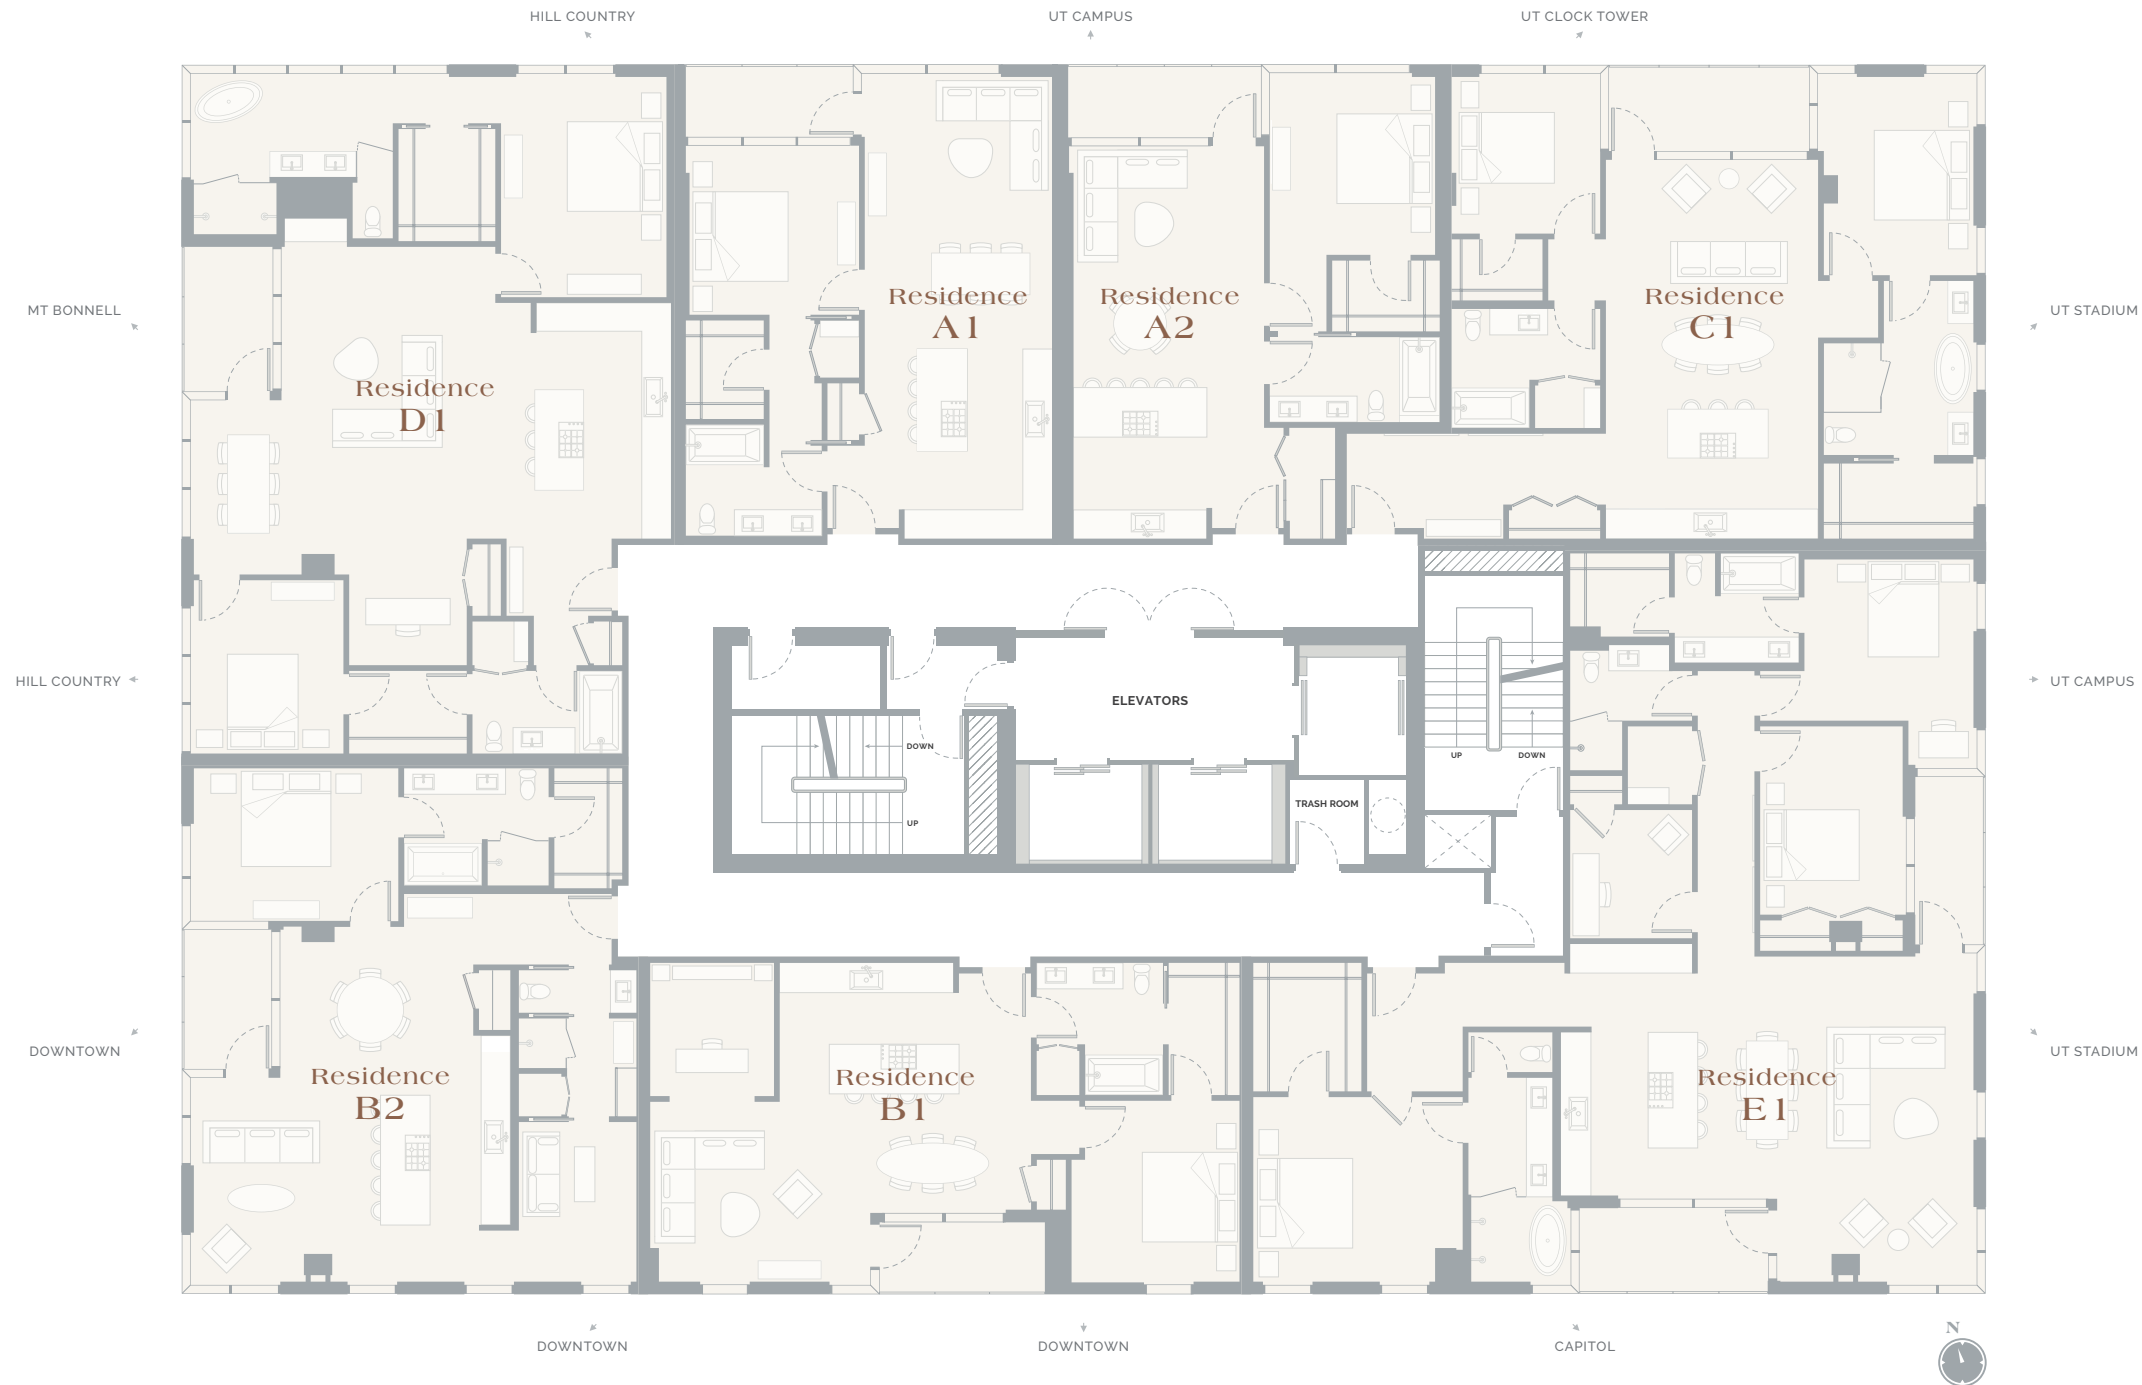 HILL COUNTRY
UT CAMPUS
UT CLOCK TOWER
MT BONNELL
Residence
A1
Residence
A2
Residence
C1
UT STADIUM
Residence
D1
HILL COUNTRY
ELEVATORS
UT CAMPUS
DOWN
UP
DOWN
TRASH ROOM
UP
DOWNTOWN
UT STADIUM
Residence
B2
Residence
B1
Residence
E1
DOWNTOWN
DOWNTOWN
CAPITOL
N